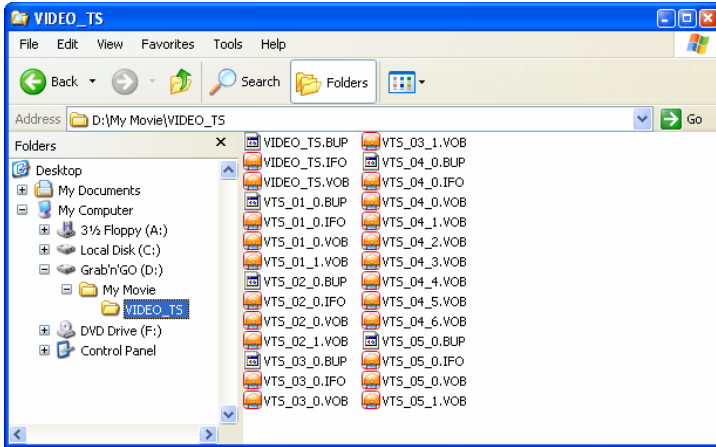 VIDEO_TS
File Edit View Favorites Tools Help
Back Search Folders
Address D:\My Movie\VIDEO_TS Go
Folders
Desktop
My Documents
My Computer
3½ Floppy (A:)
Local Disk (C:)
Grab'n'GO (D:)
My Movie
VIDEO_TS
DVD Drive (F:)
Control Panel
VIDEO_TS.BUP
VIDEO_TS.IFO
VIDEO_TS.VOB
VTS_01_0.BUP
VTS_01_0.IFO
VTS_01_0.VOB
VTS_01_1.VOB
VTS_02_0.BUP
VTS_02_0.IFO
VTS_02_0.VOB
VTS_02_1.VOB
VTS_03_0.BUP
VTS_03_0.IFO
VTS_03_0.VOB
VTS_03_1.VOB
VTS_04_0.BUP
VTS_04_0.IFO
VTS_04_0.VOB
VTS_04_1.VOB
VTS_04_2.VOB
VTS_04_3.VOB
VTS_04_4.VOB
VTS_04_5.VOB
VTS_04_6.VOB
VTS_05_0.BUP
VTS_05_0.IFO
VTS_05_0.VOB
VTS_05_1.VOB